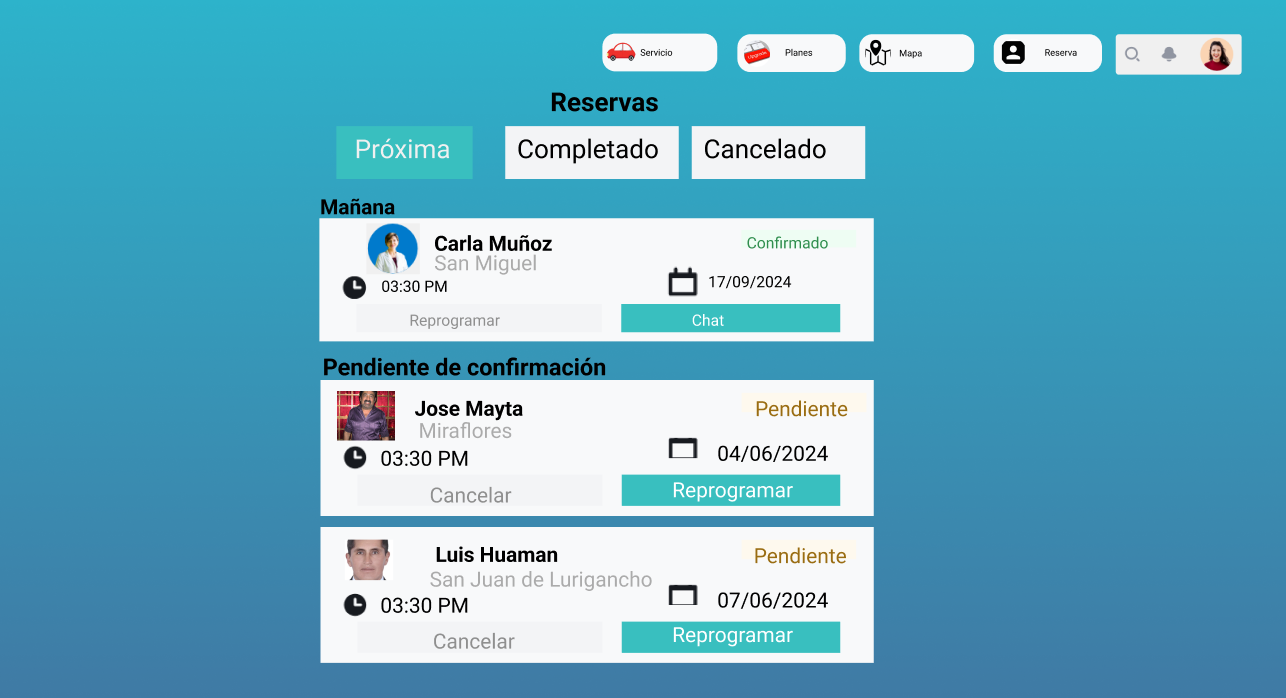 Servicio
Upgrade
Planes
Mapa
Reserva
Reservas
Próxima
Completado
Cancelado
Mañana
Carla Muñoz
Confirmado
San Miguel
03:30 PM
17/09/2024
Reprogramar
Chat
Pendiente de confirmación
Jose Mayta
Pendiente
Miraflores
03:30 PM
04/06/2024
Cancelar
Reprogramar
Luis Huaman
Pendiente
San Juan de Lurigancho
03:30 PM
07/06/2024
Cancelar
Reprogramar